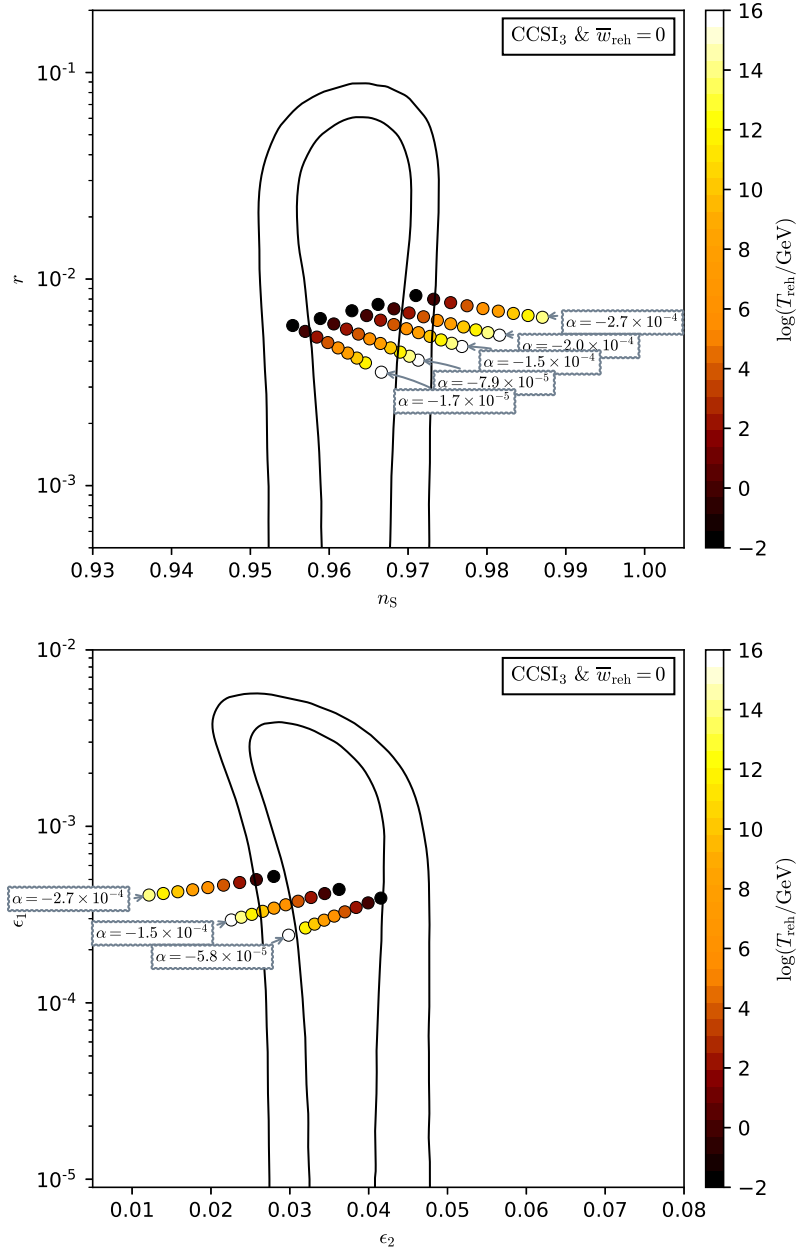 CCSI₃ & w̅_reh = 0
r
10⁻¹
10⁻²
10⁻³
α = −2.7 × 10⁻⁴
α = −2.0 × 10⁻⁴
α = −1.5 × 10⁻⁴
α = −7.9 × 10⁻⁵
α = −1.7 × 10⁻⁵
0.93 0.94 0.95 0.96 0.97 0.98 0.99 1.00
n_S
16
14
12
10
8
6
4
2
0
−2
log(T_reh/GeV)
CCSI₃ & w̅_reh = 0
ϵ₁
10⁻²
10⁻³
10⁻⁴
10⁻⁵
α = −2.7 × 10⁻⁴
α = −1.5 × 10⁻⁴
α = −5.8 × 10⁻⁵
0.01 0.02 0.03 0.04 0.05 0.06 0.07 0.08
ϵ₂
16
14
12
10
8
6
4
2
0
−2
log(T_reh/GeV)